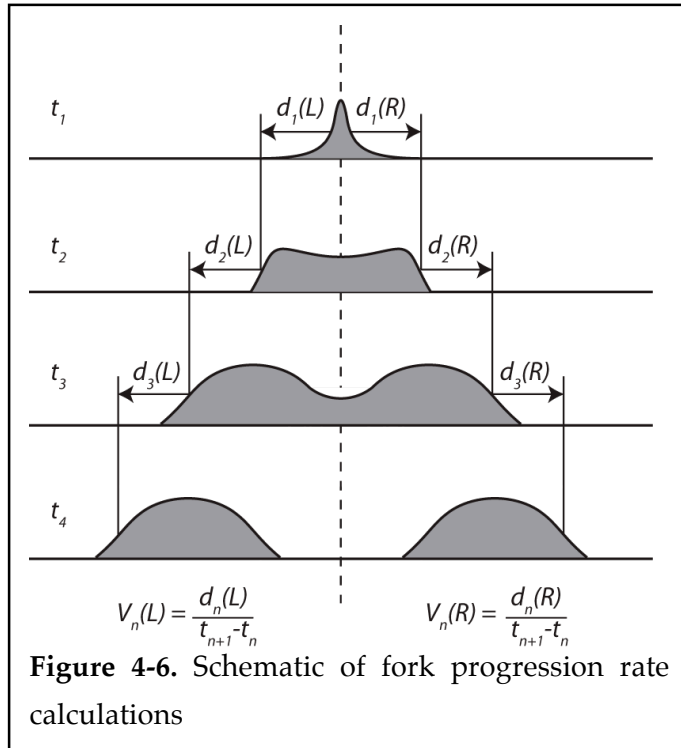 t₁ d₁(L) d₁(R)
t₂ d₂(L) d₂(R)
t₃ d₃(L) d₃(R)
t₄
Vₙ(L) = dₙ(L) / tₙ₊₁-tₙ Vₙ(R) = dₙ(R) / tₙ₊₁-tₙ
Figure 4-6. Schematic of fork progression rate
calculations